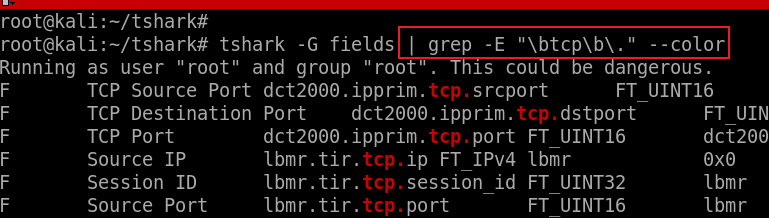 root@kali:~/tshark#
root@kali:~/tshark# tshark -G fields | grep -E "\btcp\b\." --color
Running as user "root" and group "root". This could be dangerous.
F TCP Source Port dct2000.ipprim.tcp.srcport FT_UINT16
F TCP Destination Port dct2000.ipprim.tcp.dstport FT_U
F TCP Port dct2000.ipprim.tcp.port FT_UINT16 dct200
F Source IP lbmr.tir.tcp.ip FT_IPv4 lbmr 0x0
F Session ID lbmr.tir.tcp.session_id FT_UINT32 lbmr
F Source Port lbmr.tir.tcp.port FT_UINT16 lbmr